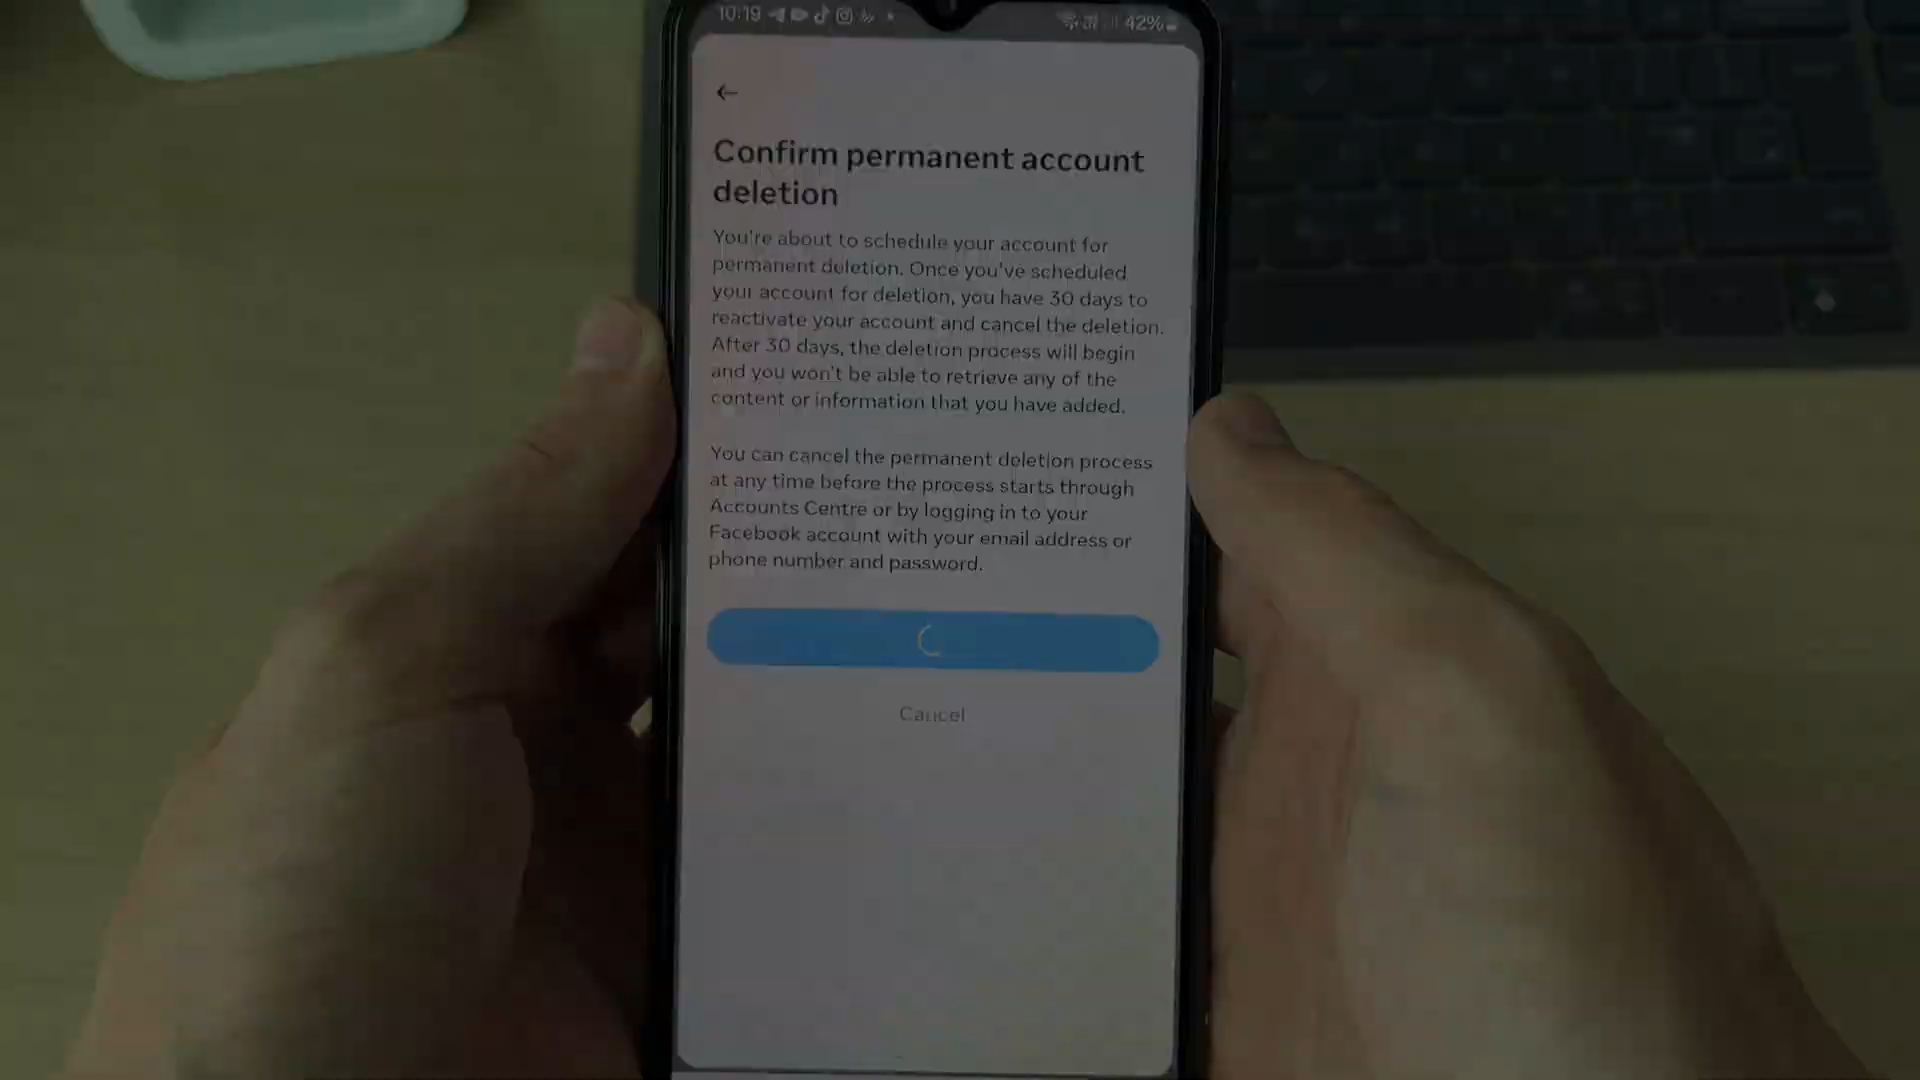 10:19 42%
Confirm permanent account
deletion
You're about to schedule your account for
permanent deletion. Once you've scheduled
your account for deletion, you have 30 days to
reactivate your account and cancel the deletion.
After 30 days, the deletion process will begin
and you won't be able to retrieve any of the
content or information that you have added.
You can cancel the permanent deletion process
at any time before the process starts through
Accounts Centre or by logging in to your
Facebook account with your email address or
phone number and password.
Cancel